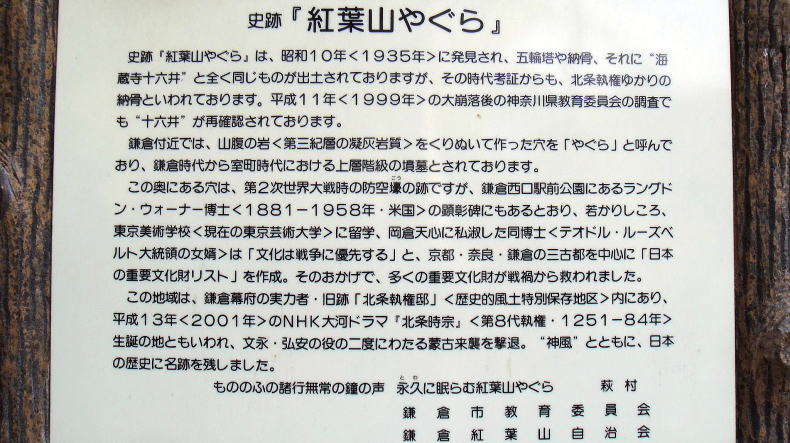 史跡『紅葉山やぐら』
史跡『紅葉山やぐら』は、昭和10年<1935年>に発見され、五輪塔や納骨、それに“海
蔵寺十六井”と全く同じものが出土されておりますが、その時代考証からも、北条執権ゆかりの
納骨といわれております。平成11年<1999年>の大崩落後の神奈川県教育委員会の調査で
も“十六井”が再確認されております。
鎌倉付近では、山腹の岩<第三紀層の凝灰岩質>をくりぬいて作った穴を「やぐら」と呼んで
おり、鎌倉時代から室町時代における上層階級の墳墓とされております。
この奥にある穴は、第2次世界大戦時の防空壕の跡ですが、鎌倉西口駅前公園にあるラングド
ン・ウォーナー博士<1881-1958年・米国>の顕彰碑にもあるとおり、若かりしころ、
東京美術学校<現在の東京芸術大学>に留学、岡倉天心に私淑した同博士<テオドル・ルーズベ
ルト大統領の女婿>は「文化は戦争に優先する」と、京都・奈良・鎌倉の三古都を中心に「日本
の重要文化財リスト」を作成。そのおかげで、多くの重要文化財が戦禍から救われました。
この地域は、鎌倉幕府の実力者・旧跡「北条執権邸」<歴史的風土特別保存地区>内にあり、
平成13年<2001年>のNHK大河ドラマ『北条時宗』<第8代執権・1251-84年>
生誕の地ともいわれ、文永・弘安の役の二度にわたる蒙古来襲を撃退。“神風”とともに、日本
の歴史に名跡を残しました。
もののふの諸行無常の鐘の声 永久に眠らむ紅葉山やぐら 萩村
鎌倉市教育委員会
鎌倉紅葉山自治会